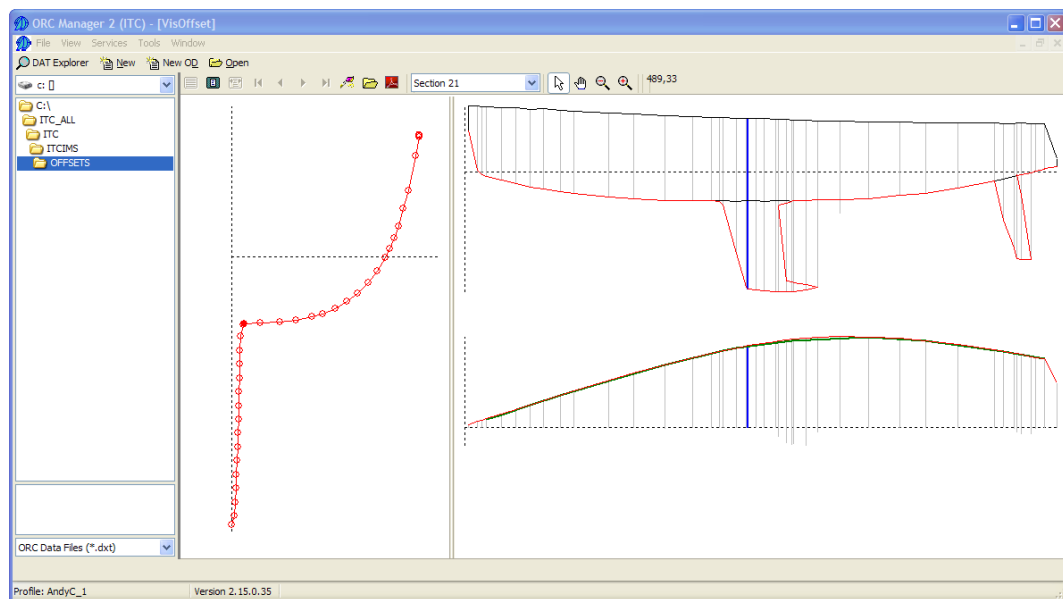 ORC Manager 2 (ITC) - [VisOffset]
File View Services Tools Window
DAT Explorer New New OD Open
c: [] Section 21 489,33
C:\
ITC_ALL
ITC
ITCIMS
OFFSETS
ORC Data Files (*.dxt)
Profile: AndyC_1 Version 2.15.0.35